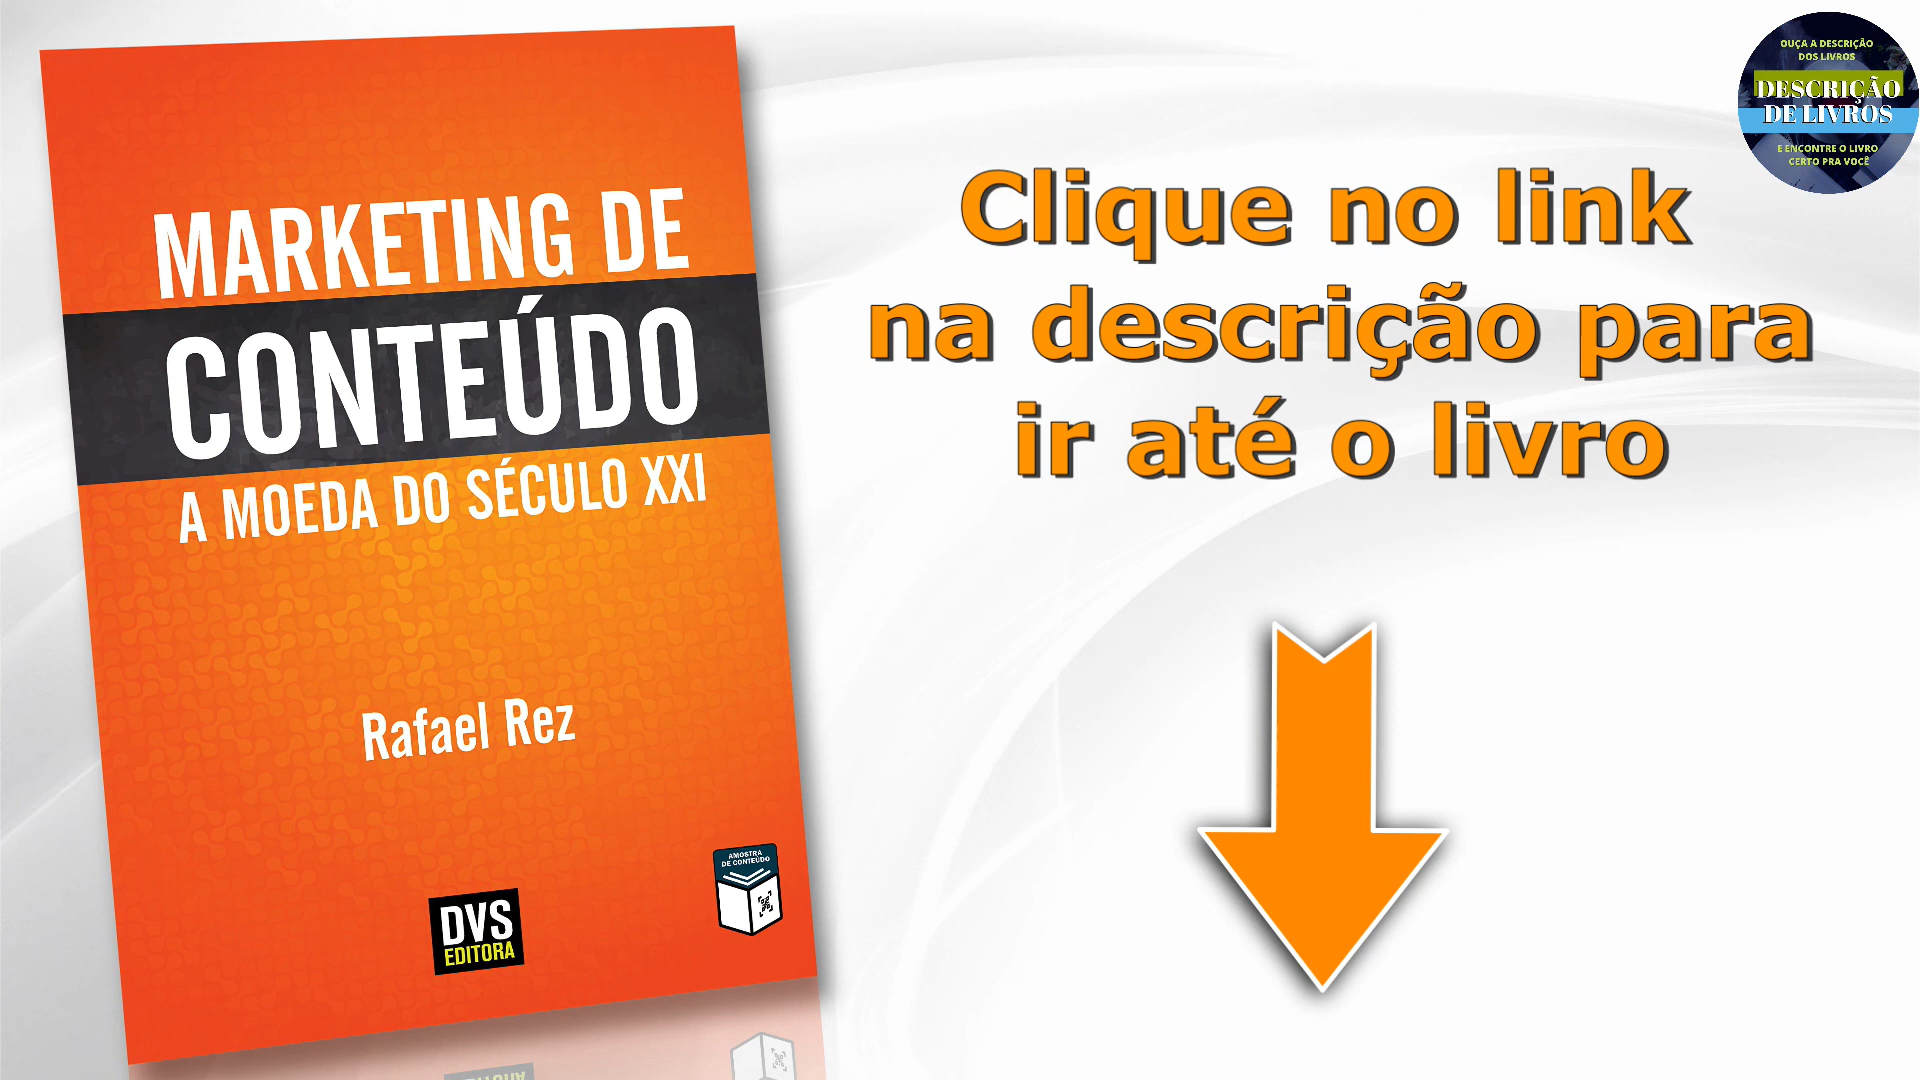 MARKETING DE
CONTEÚDO
A MOEDA DO SÉCULO XXI
Rafael Rez
DVS
EDITORA
AMOSTRA
DE CONTEÚDO
Clique no link
na descrição para
ir até o livro
OUÇA A DESCRIÇÃO
DOS LIVROS
DESCRIÇÃO
DE LIVROS
E ENCONTRE O LIVRO
CERTO PRA VOCÊ